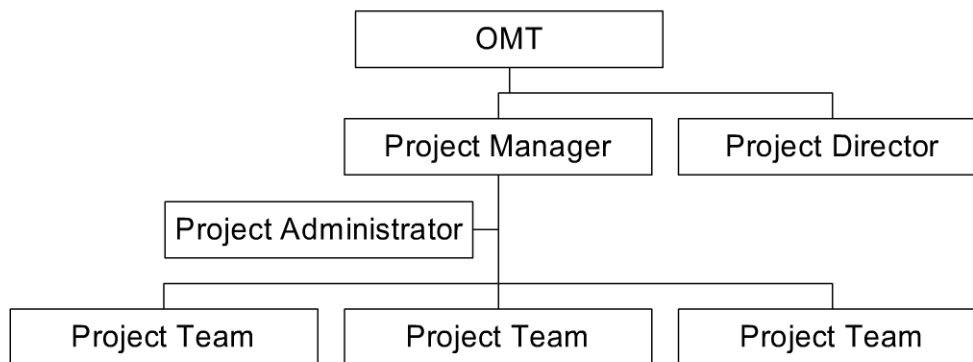 OMT
Project Manager
Project Director
Project Administrator
Project Team
Project Team
Project Team